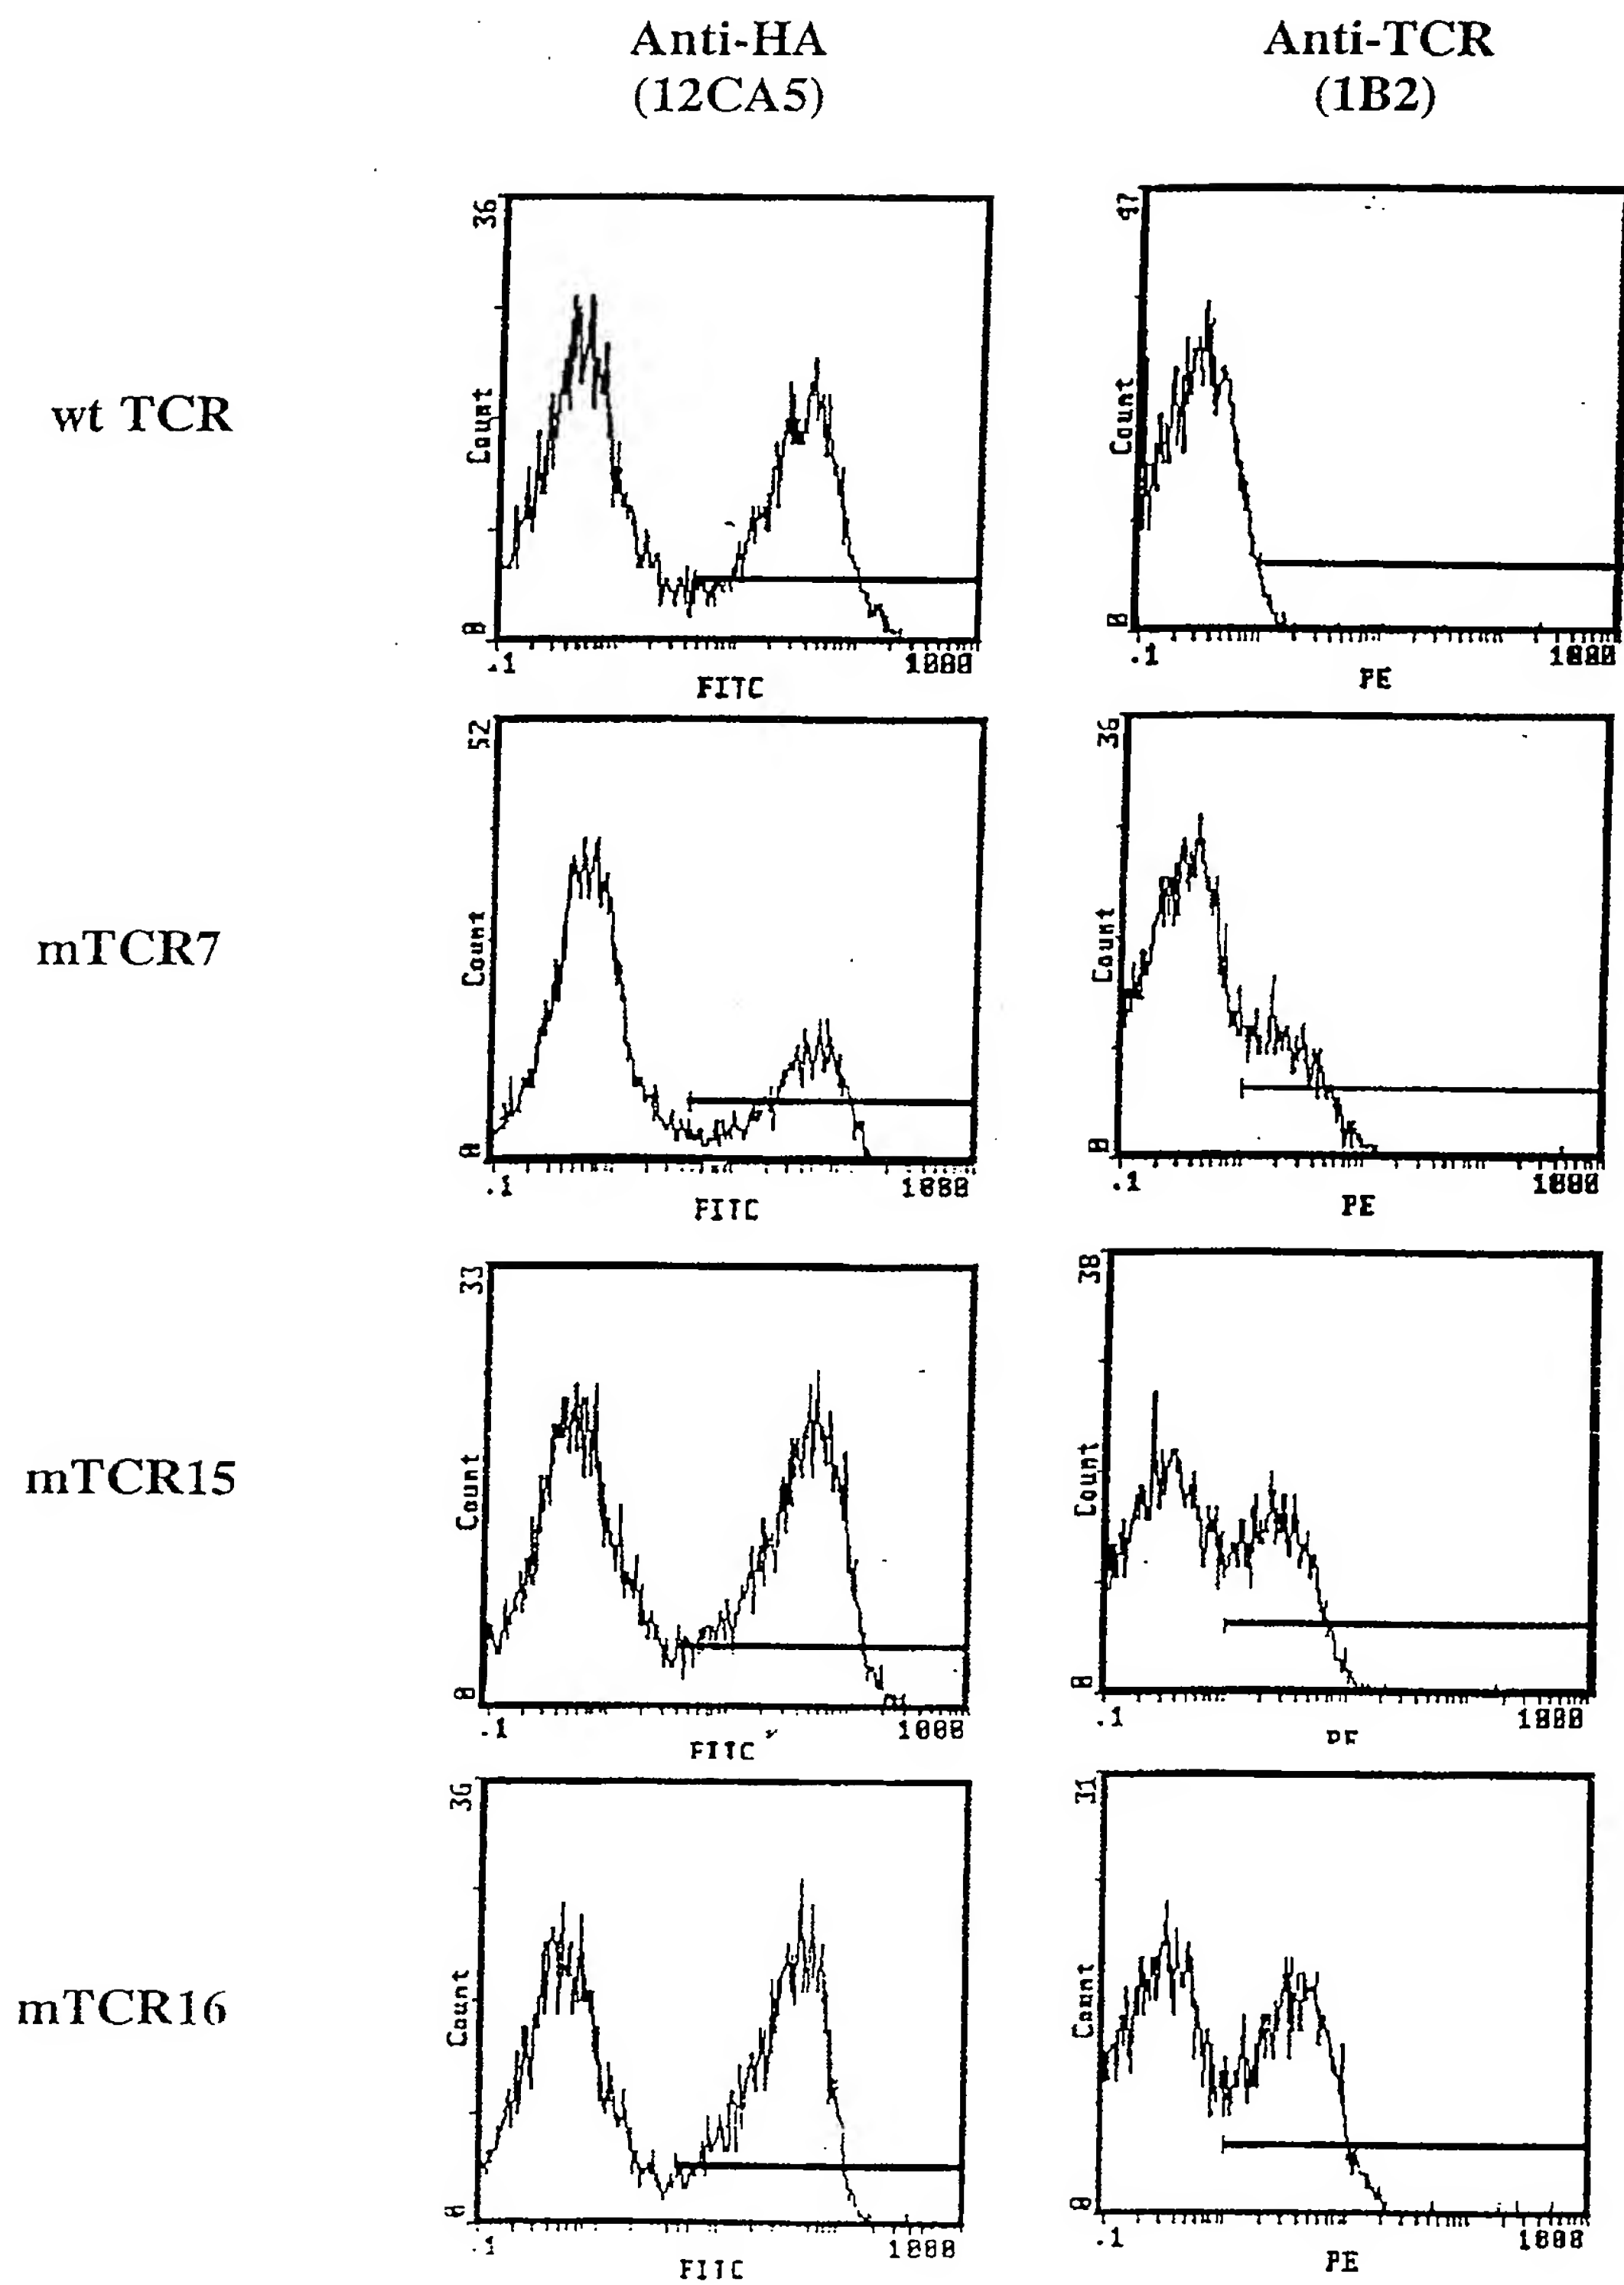 Anti-HA
(12CA5)
Anti-TCR
(1B2)
wt TCR
36
Count
0
.1
1000
FITC
97
Count
0
.1
1000
PE
mTCR7
52
Count
0
.1
1000
FITC
36
Count
0
.1
1000
PE
mTCR15
33
Count
0
.1
1000
FITC
38
Count
0
.1
1000
PE
mTCR16
36
Count
0
.1
1000
FITC
31
Count
0
.1
1000
PE